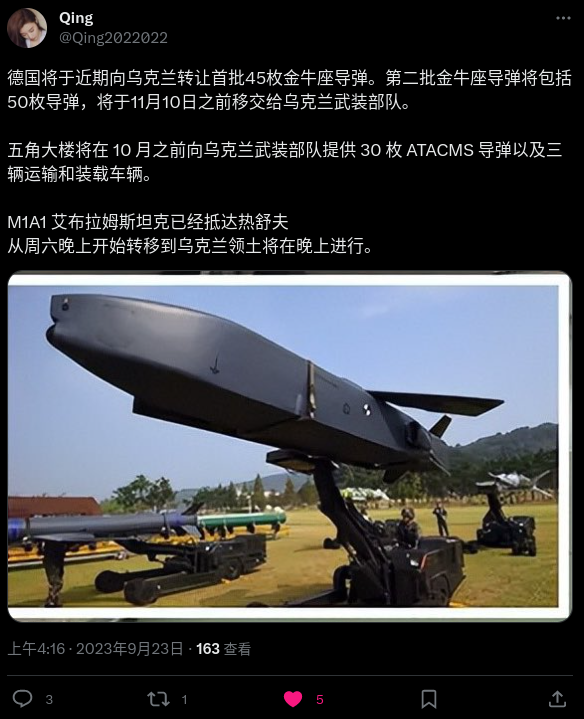 Qing
@Qing2022022
德国将于近期向乌克兰转让首批45枚金牛座导弹。第二批金牛座导弹将包括
50枚导弹，将于11月10日之前移交给乌克兰武装部队。
五角大楼将在 10 月之前向乌克兰武装部队提供 30 枚 ATACMS 导弹以及三
辆运输和装载车辆。
M1A1 艾布拉姆斯坦克已经抵达热舒夫
从周六晚上开始转移到乌克兰领土将在晚上进行。
上午4:16 · 2023年9月23日 · 163 查看
3 1 5